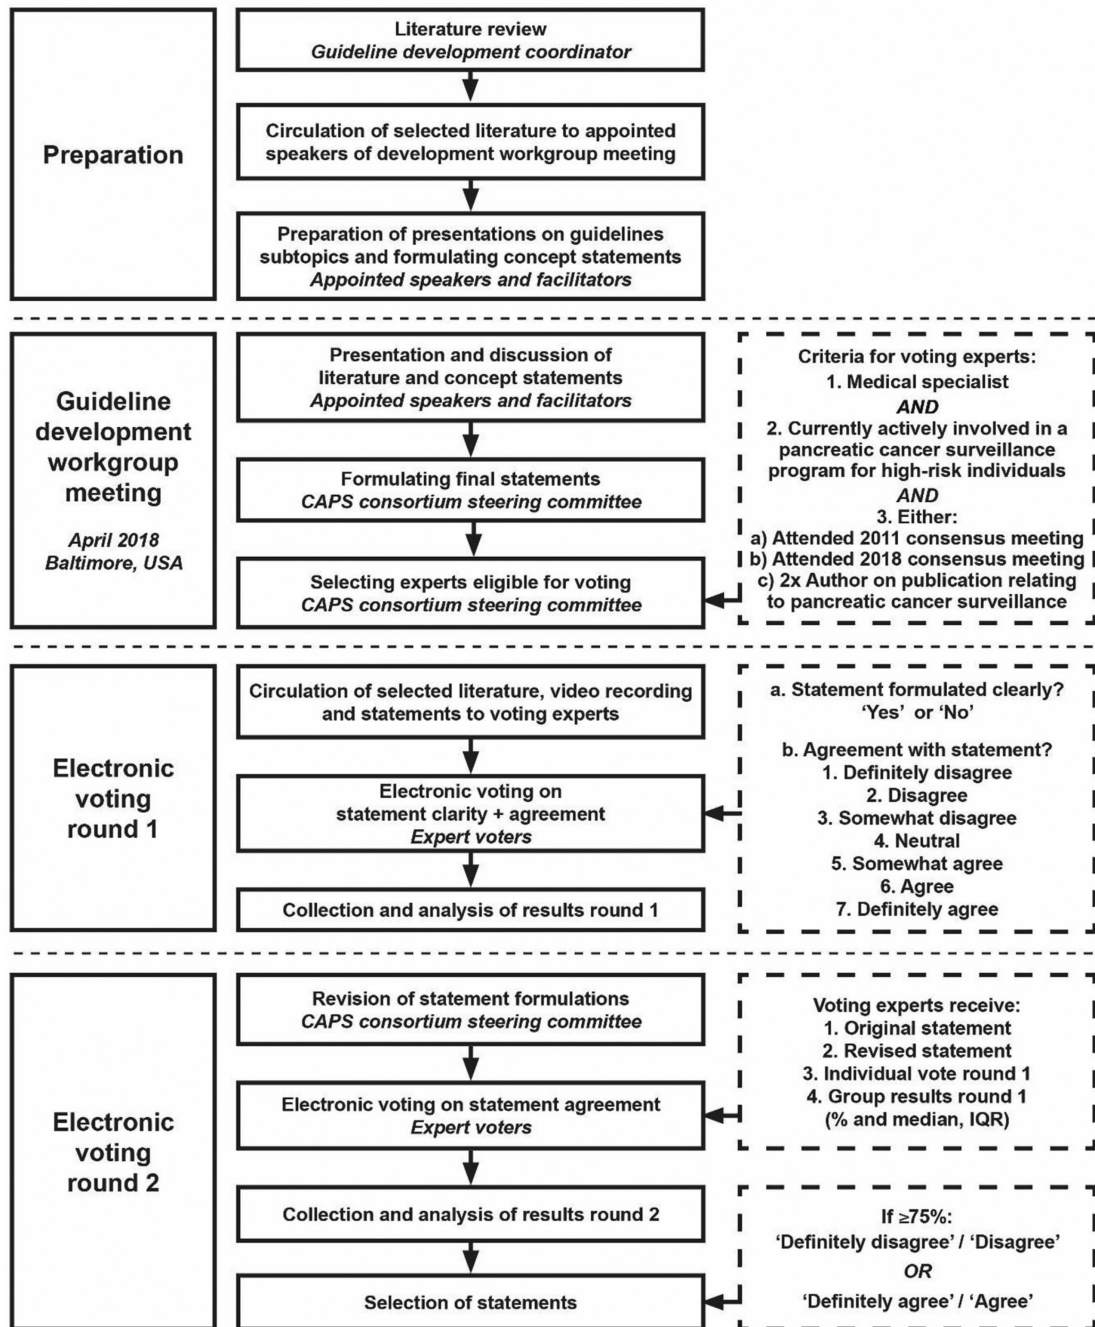 Preparation
Literature review
Guideline development coordinator
Circulation of selected literature to appointed
speakers of development workgroup meeting
Preparation of presentations on guidelines
subtopics and formulating concept statements
Appointed speakers and facilitators
Guideline
development
workgroup
meeting
April 2018
Baltimore, USA
Presentation and discussion of
literature and concept statements
Appointed speakers and facilitators
Formulating final statements
CAPS consortium steering committee
Selecting experts eligible for voting
CAPS consortium steering committee
Criteria for voting experts:
1. Medical specialist
AND
2. Currently actively involved in a
pancreatic cancer surveillance
program for high-risk individuals
AND
3. Either:
a) Attended 2011 consensus meeting
b) Attended 2018 consensus meeting
c) 2x Author on publication relating
to pancreatic cancer surveillance
Electronic
voting
round 1
Circulation of selected literature, video recording
and statements to voting experts
Electronic voting on
statement clarity + agreement
Expert voters
Collection and analysis of results round 1
a. Statement formulated clearly?
‘Yes’ or ‘No’
b. Agreement with statement?
1. Definitely disagree
2. Disagree
3. Somewhat disagree
4. Neutral
5. Somewhat agree
6. Agree
7. Definitely agree
Electronic
voting
round 2
Revision of statement formulations
CAPS consortium steering committee
Electronic voting on statement agreement
Expert voters
Collection and analysis of results round 2
Selection of statements
Voting experts receive:
1. Original statement
2. Revised statement
3. Individual vote round 1
4. Group results round 1
(% and median, IQR)
If ≥75%:
‘Definitely disagree’ / ‘Disagree’
OR
‘Definitely agree’ / ‘Agree’